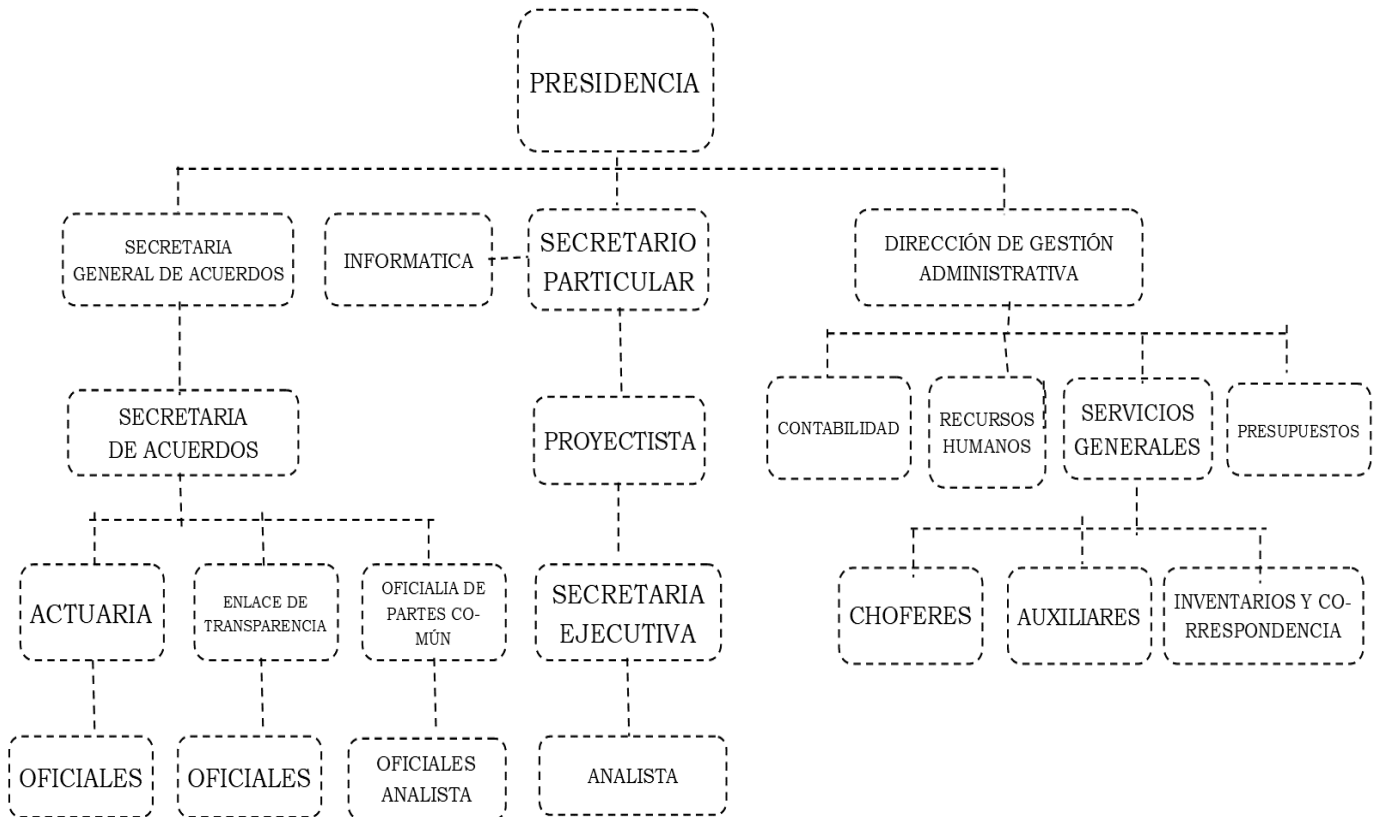 PRESIDENCIA
SECRETARIA
GENERAL DE ACUERDOS
INFORMATICA
SECRETARIO
PARTICULAR
DIRECCIÓN DE GESTIÓN
ADMINISTRATIVA
SECRETARIA
DE ACUERDOS
PROYECTISTA
CONTABILIDAD
RECURSOS
HUMANOS
SERVICIOS
GENERALES
PRESUPUESTOS
ACTUARIA
ENLACE DE
TRANSPARENCIA
OFICIALIA DE
PARTES CO-
MÚN
SECRETARIA
EJECUTIVA
CHOFERES
AUXILIARES
INVENTARIOS Y CO-
RRESPONDENCIA
OFICIALES
OFICIALES
OFICIALES
ANALISTA
ANALISTA